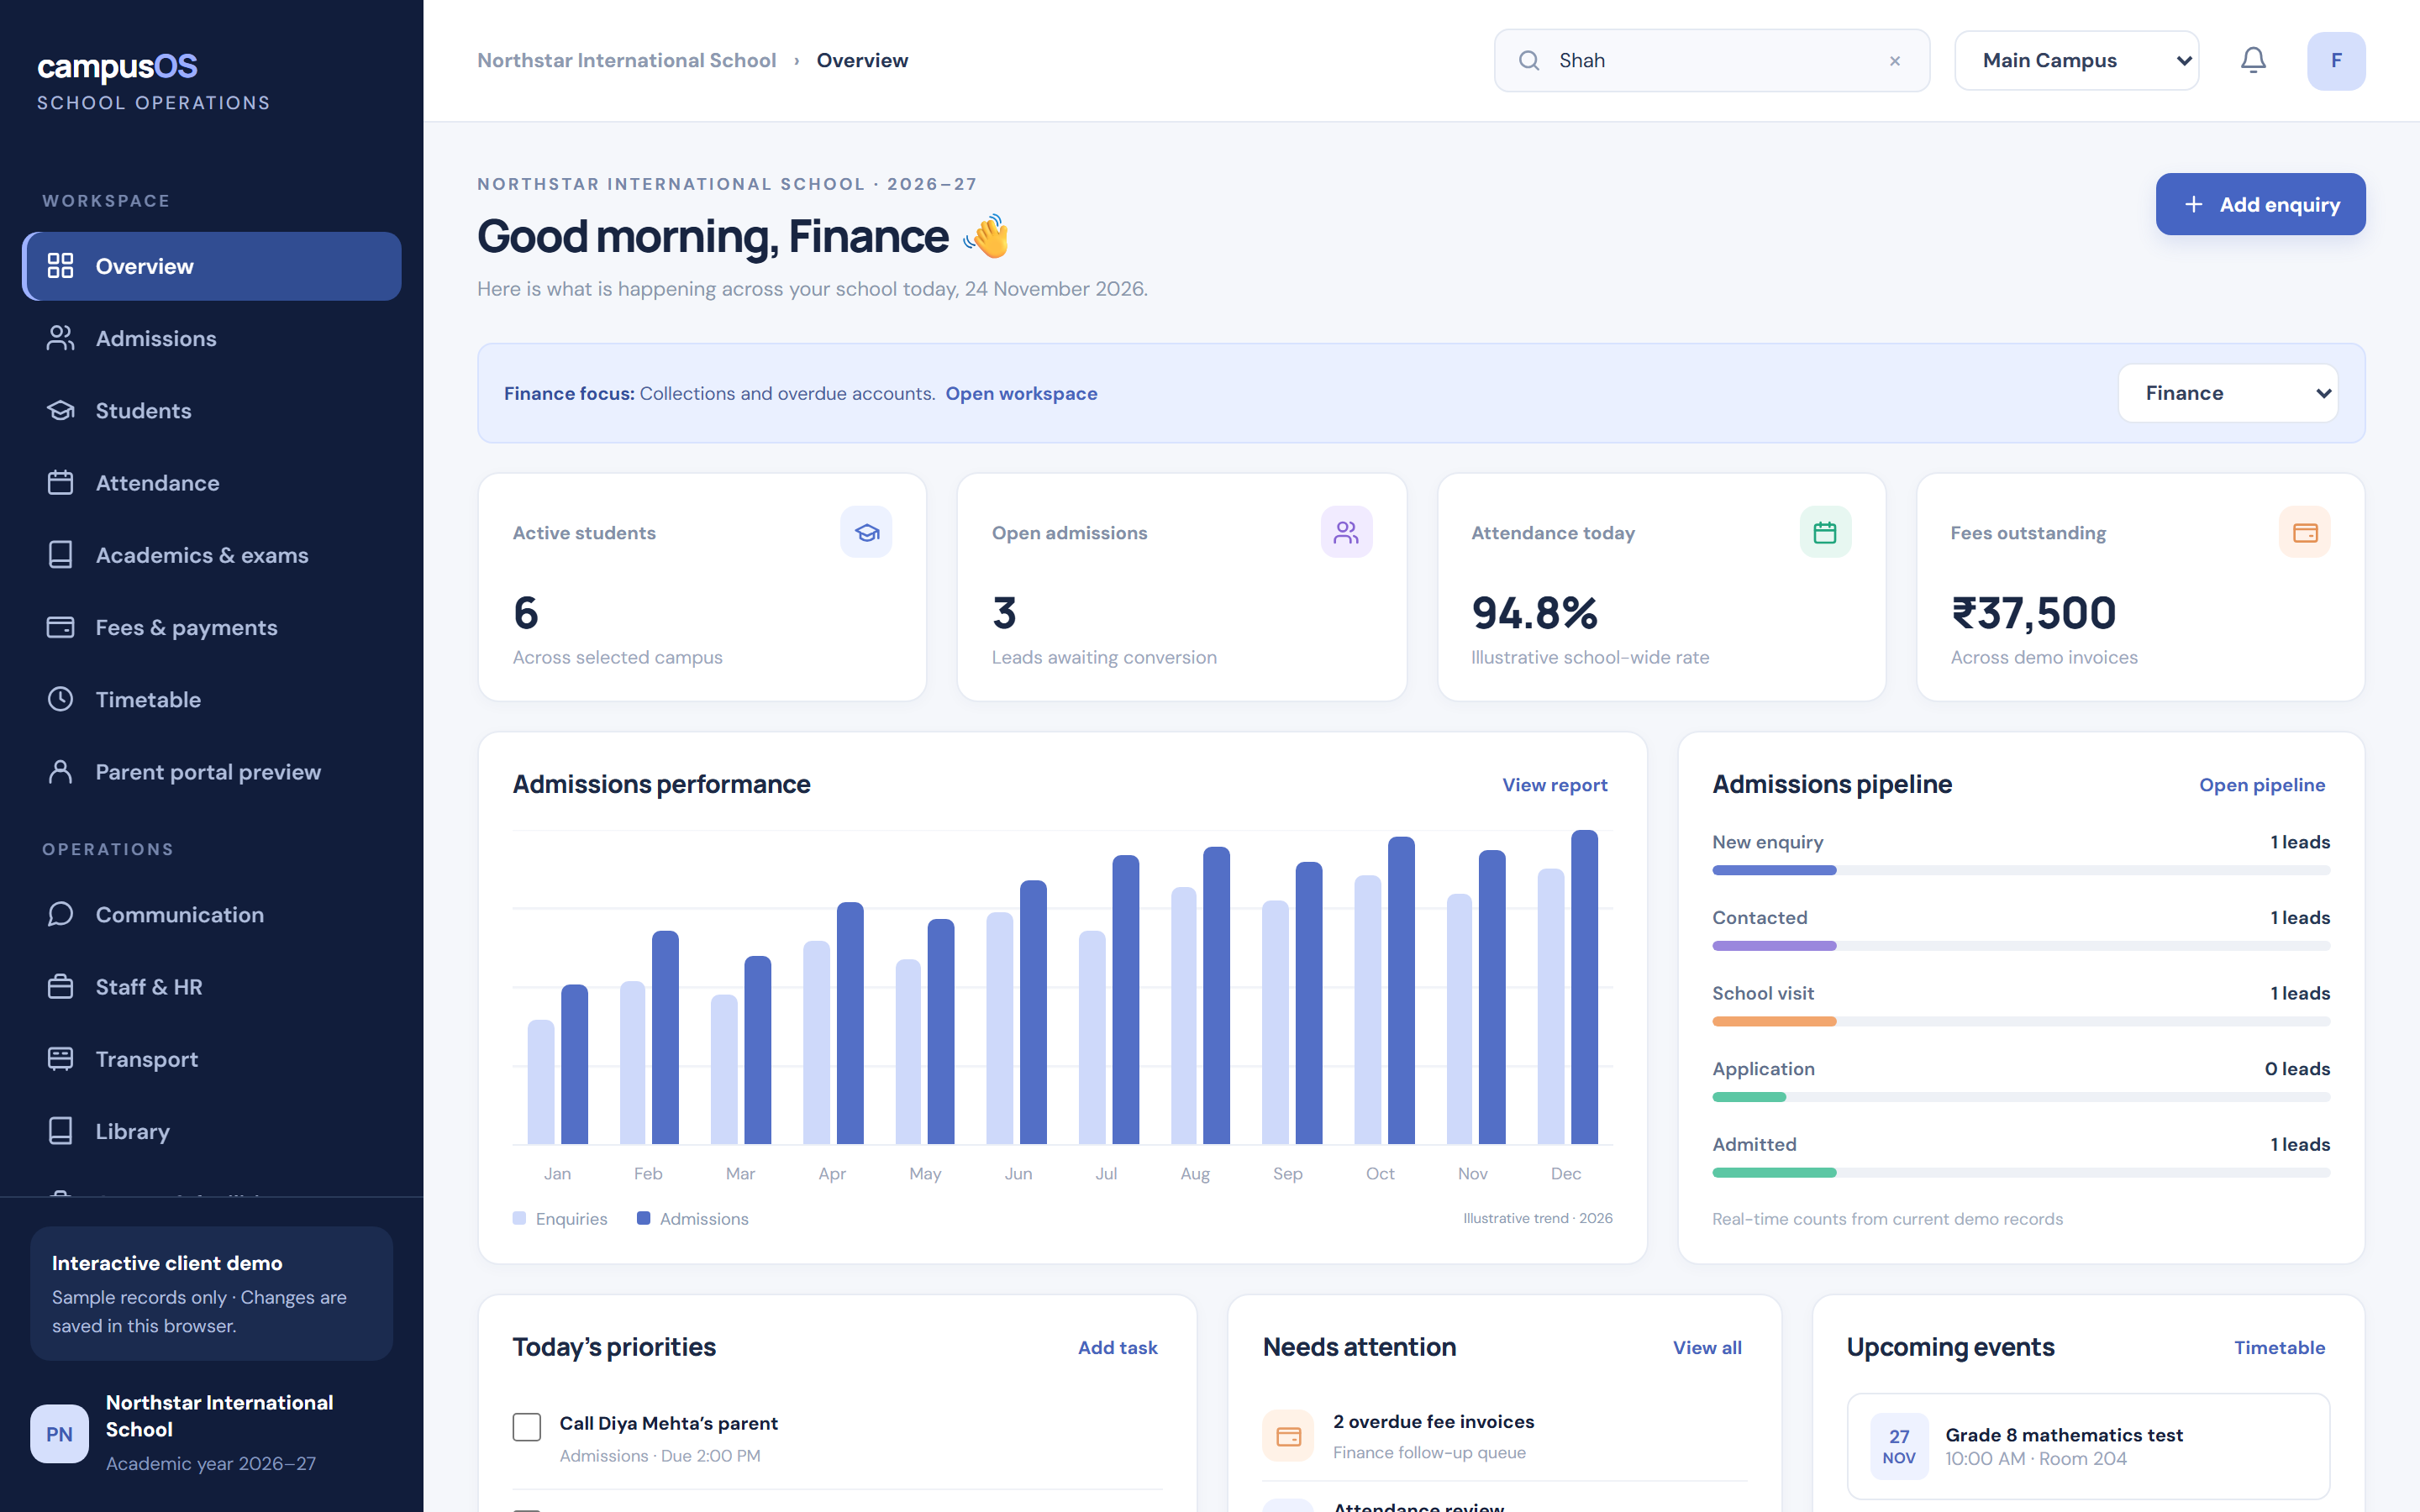 campusOS
SCHOOL OPERATIONS
WORKSPACE
Overview
Admissions
Students
Attendance
Academics & exams
Fees & payments
Timetable
Parent portal preview
OPERATIONS
Communication
Staff & HR
Transport
Library
Interactive client demo
Sample records only · Changes are
saved in this browser.
PN
Northstar International
School
Academic year 2026–27
Northstar International School › Overview
Shah ×
Main Campus
F
NORTHSTAR INTERNATIONAL SCHOOL · 2026–27
Good morning, Finance 👋
Here is what is happening across your school today, 24 November 2026.
+ Add enquiry
Finance focus: Collections and overdue accounts. Open workspace
Finance
Active students
6
Across selected campus
Open admissions
3
Leads awaiting conversion
Attendance today
94.8%
Illustrative school-wide rate
Fees outstanding
₹37,500
Across demo invoices
Admissions performance
View report
Jan Feb Mar Apr May Jun Jul Aug Sep Oct Nov Dec
Enquiries Admissions
Illustrative trend · 2026
Admissions pipeline
Open pipeline
New enquiry 1 leads
Contacted 1 leads
School visit 1 leads
Application 0 leads
Admitted 1 leads
Real-time counts from current demo records
Today’s priorities
Add task
Call Diya Mehta’s parent
Admissions · Due 2:00 PM
Needs attention
View all
2 overdue fee invoices
Finance follow-up queue
Attendance review
Upcoming events
Timetable
27
NOV
Grade 8 mathematics test
10:00 AM · Room 204